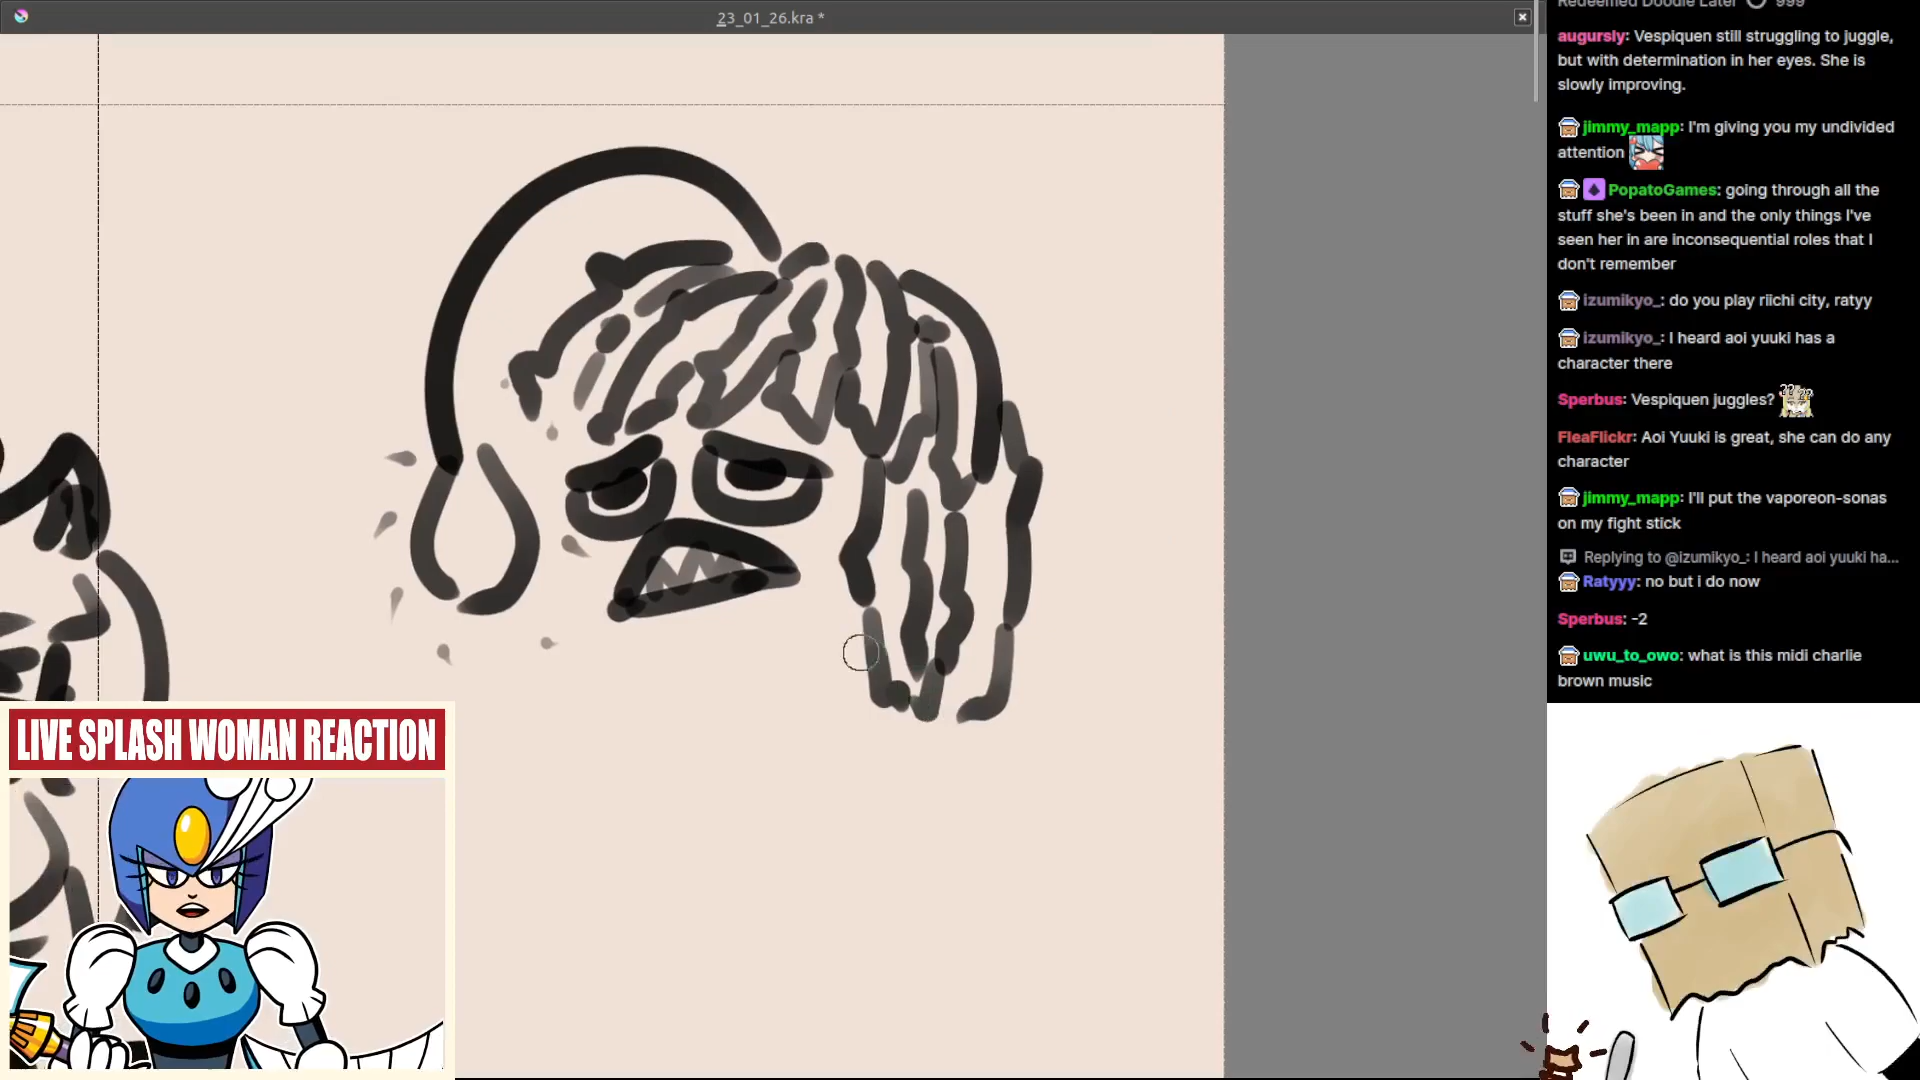 23_01_26.kra *
Redeemed Doodle Later 999
augursly: Vespiquen still struggling to juggle,
but with determination in her eyes. She is
slowly improving.
jimmy_mapp: I'm giving you my undivided
attention
PopatoGames: going through all the
stuff she's been in and the only things I've
seen her in are inconsequential roles that I
don't remember
izumikyo_: do you play riichi city, ratyy
izumikyo_: I heard aoi yuuki has a
character there
Sperbus: Vespiquen juggles?
FleaFlickr: Aoi Yuuki is great, she can do any
character
jimmy_mapp: I'll put the vaporeon-sonas
on my fight stick
Replying to @izumikyo_: I heard aoi yuuki ha...
Ratyyy: no but i do now
Sperbus: -2
uwu_to_owo: what is this midi charlie
brown music
LIVE SPLASH WOMAN REACTION